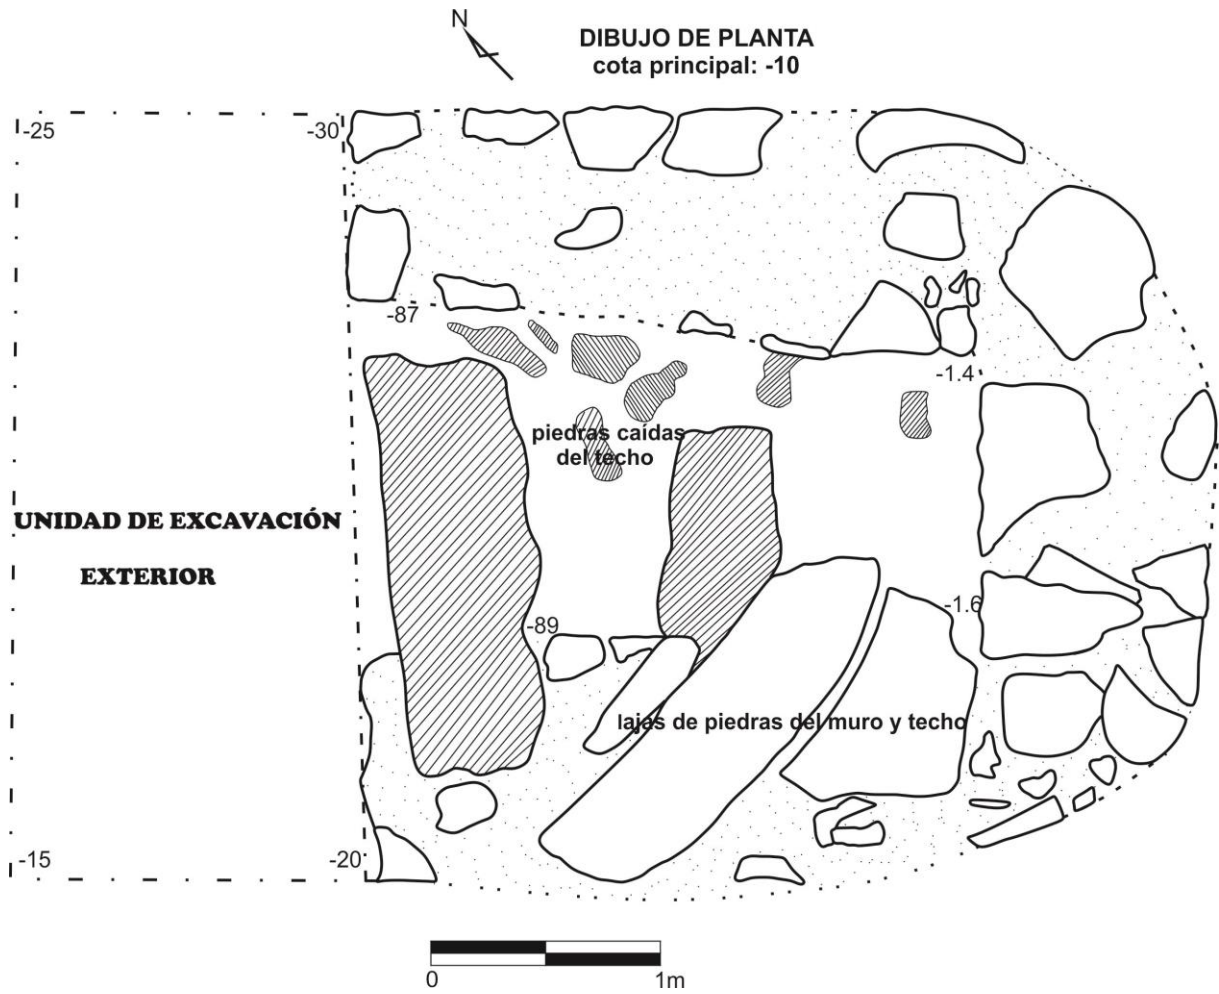 N
DIBUJO DE PLANTA
cota principal: -10
-25
-30
-87
-1.4
piedras caídas
del techo
UNIDAD DE EXCAVACIÓN
EXTERIOR
-1.6
-89
lajas de piedras del muro y techo
-15
-20
0
1m